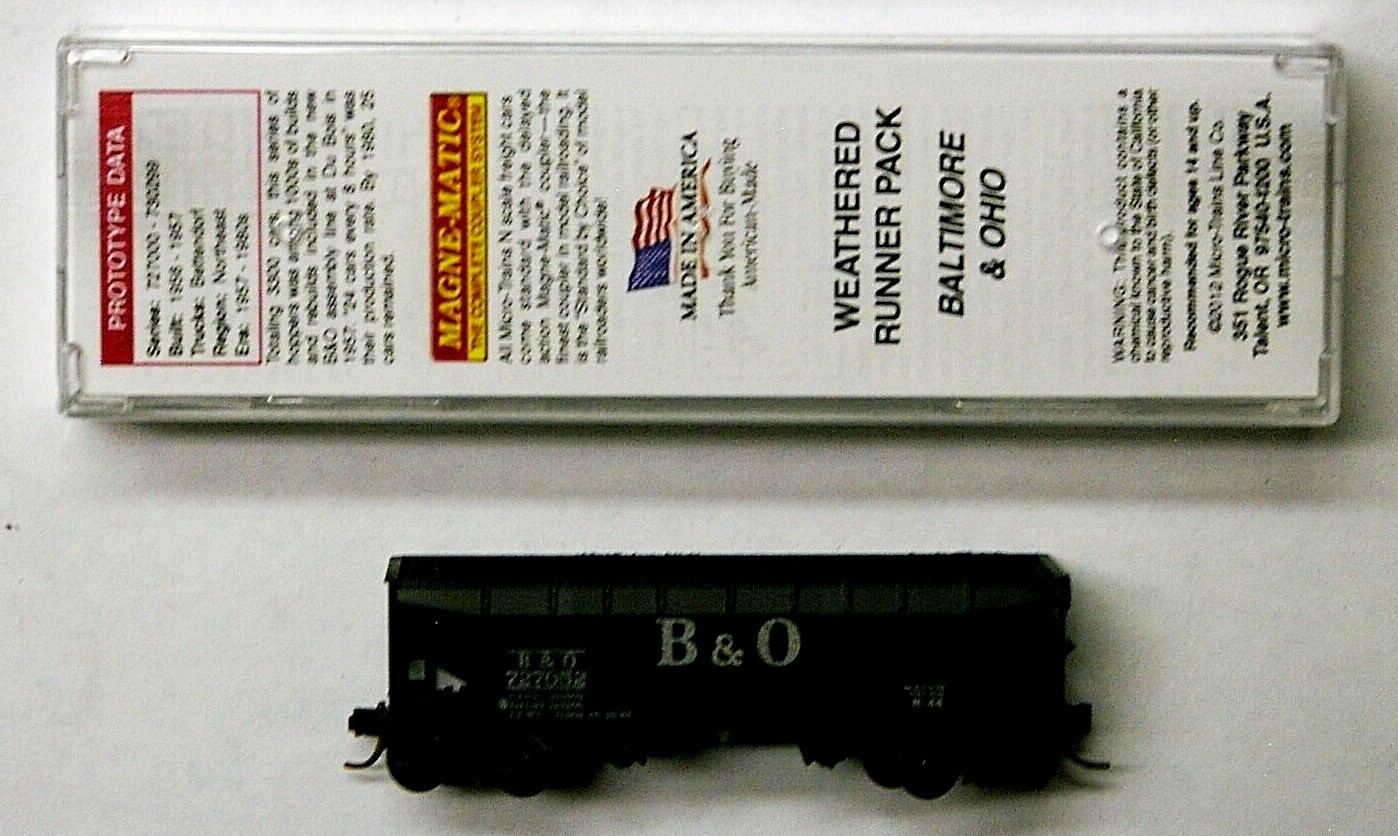 PROTOTYPE DATA
Series: 727000 - 730299
Built: 1956 - 1957
Trucks: Bettendorf
Region: Northeast
Era: 1957 - 1980s
Totaling 3300 cars, this series of
hoppers was among 1000s of builds
and rebuilds included in the new
B&O assembly line at Du Bois in
1957. "24 cars every 8 hours" was
their production rate. By 1980, 25
cars remained.
MAGNE-MATIC®
THE COMPLETE COUPLER SYSTEM
All Micro-Trains N scale freight cars
come standard with the delayed
action Magne-Matic® coupler—the
finest coupler in model railroading. It
is the "Standard by Choice" of model
railroaders worldwide!
MADE IN AMERICA
Thank You For Buying
American-Made
WEATHERED
RUNNER PACK
BALTIMORE
& OHIO
WARNING: This product contains a
chemical known to the State of California
to cause cancer and birth defects (or other
reproductive harm).
Recommended for ages 14 and up.
©2012 Micro-Trains Line Co.
351 Rogue River Parkway
Talent, OR 97540-1200 U.S.A.
www.micro-trains.com
B & O
B & O
727052